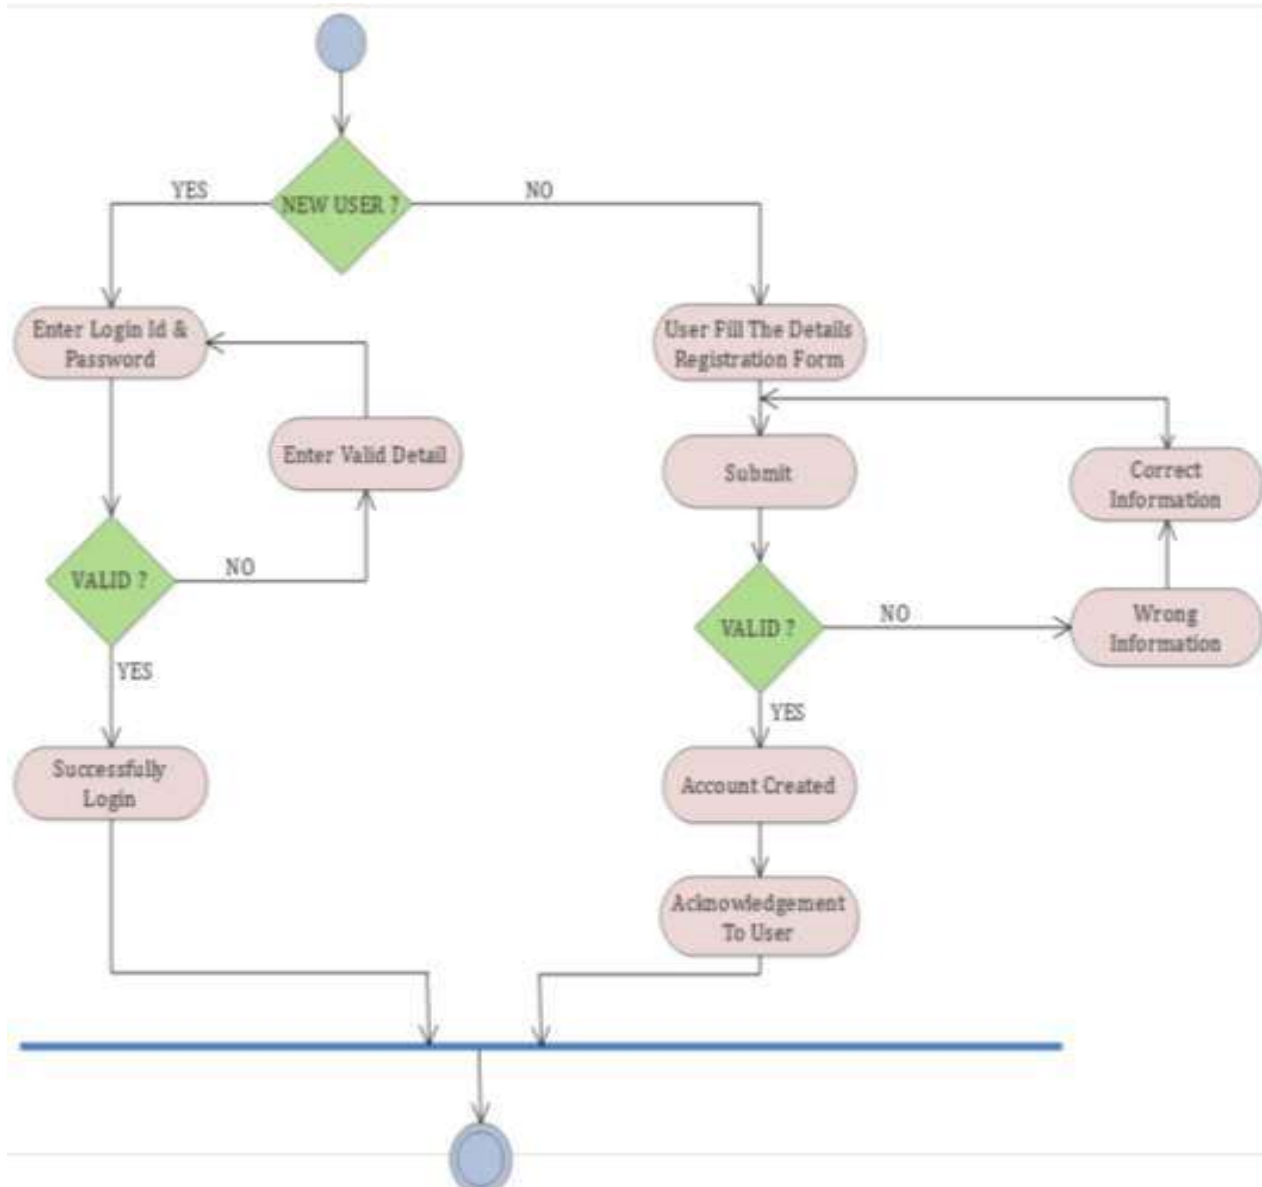 YES
NO
NEW USER ?
Enter Login Id &
Password
User Fill The Details
Registration Form
Enter Valid Detail
Submit
Correct
Information
VALID ?
NO
VALID ?
NO
Wrong
Information
YES
YES
Successfully
Login
Account Created
Acknowledgement
To User